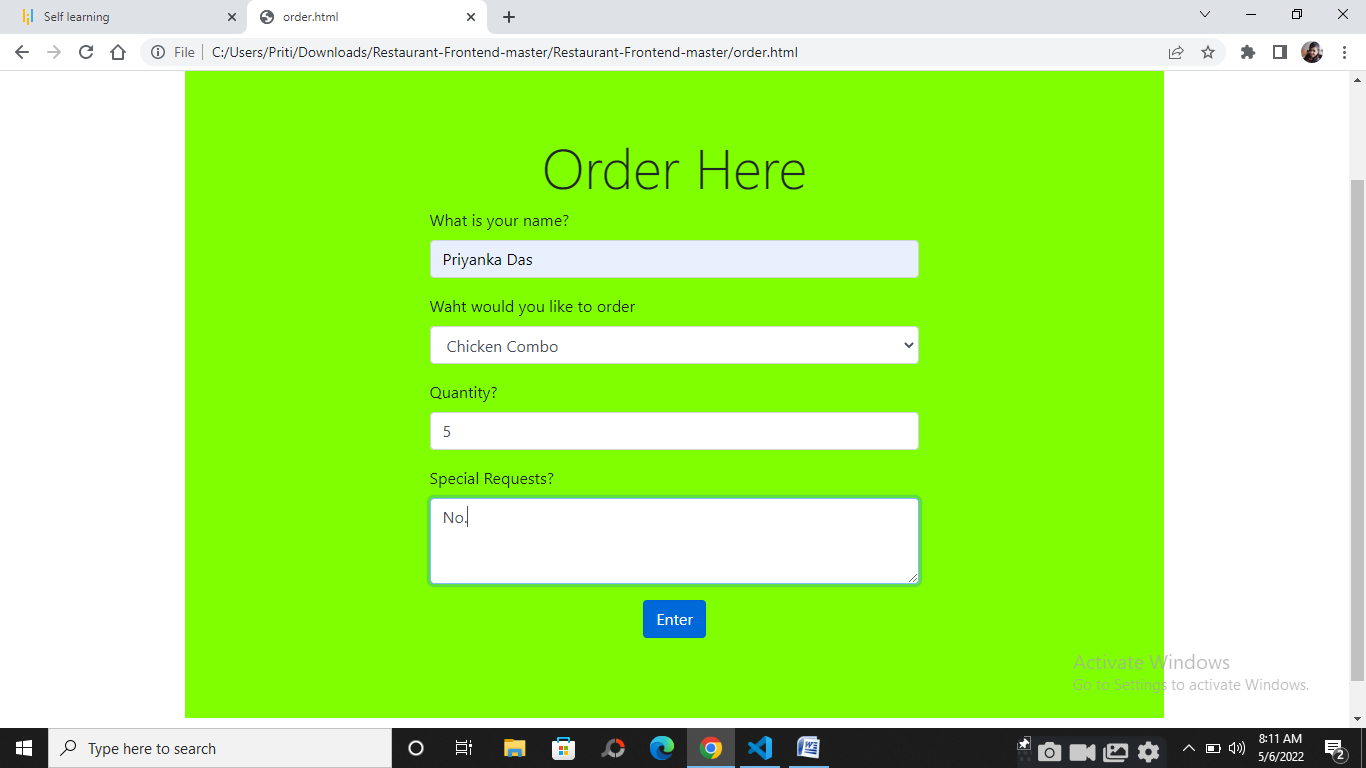 Self learning
order.html
File
C:/Users/Priti/Downloads/Restaurant-Frontend-master/Restaurant-Frontend-master/order.html
Order Here
What is your name?
Priyanka Das
Waht would you like to order
Chicken Combo
Quantity?
5
Special Requests?
No.
Enter
Activate Windows
Go to Settings to activate Windows.
Type here to search
8:11 AM
5/6/2022
2